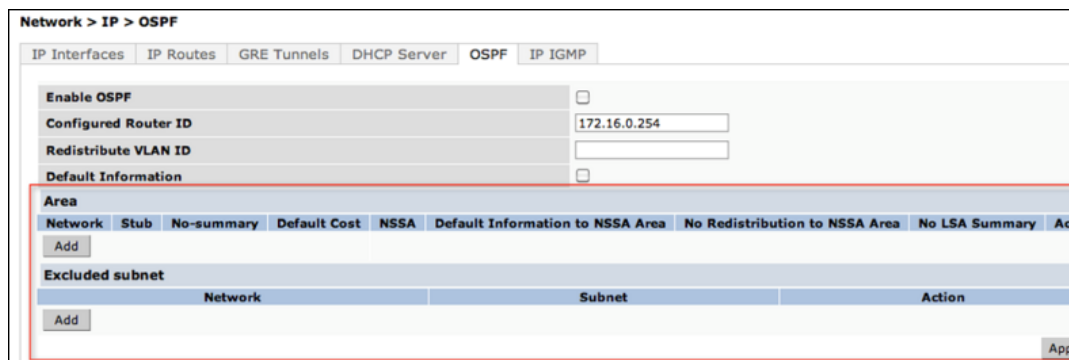 Network > IP > OSPF
IP Interfaces IP Routes GRE Tunnels DHCP Server OSPF IP IGMP
Enable OSPF
Configured Router ID 172.16.0.254
Redistribute VLAN ID
Default Information
Area
Network Stub No-summary Default Cost NSSA Default Information to NSSA Area No Redistribution to NSSA Area No LSA Summary
Add
Excluded subnet
Network Subnet Action
Add